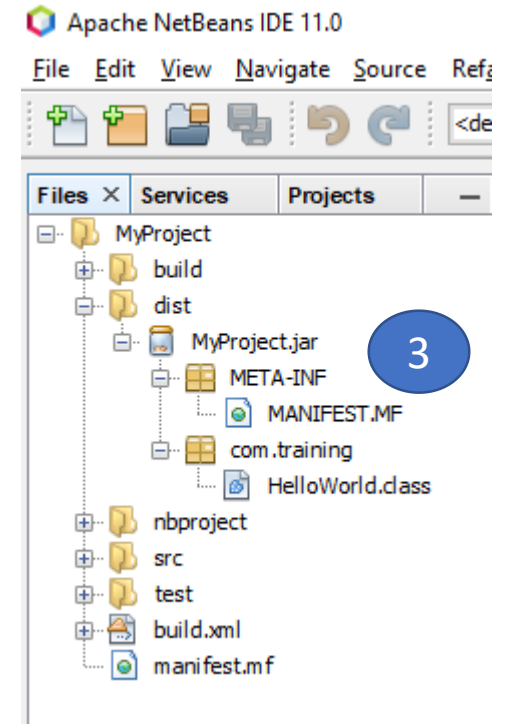 Apache NetBeans IDE 11.0
File Edit View Navigate Source Refa
<de
Files Services Projects
MyProject
build
dist
MyProject.jar
3
META-INF
MANIFEST.MF
com.training
HelloWorld.class
nbproject
src
test
build.xml
manifest.mf